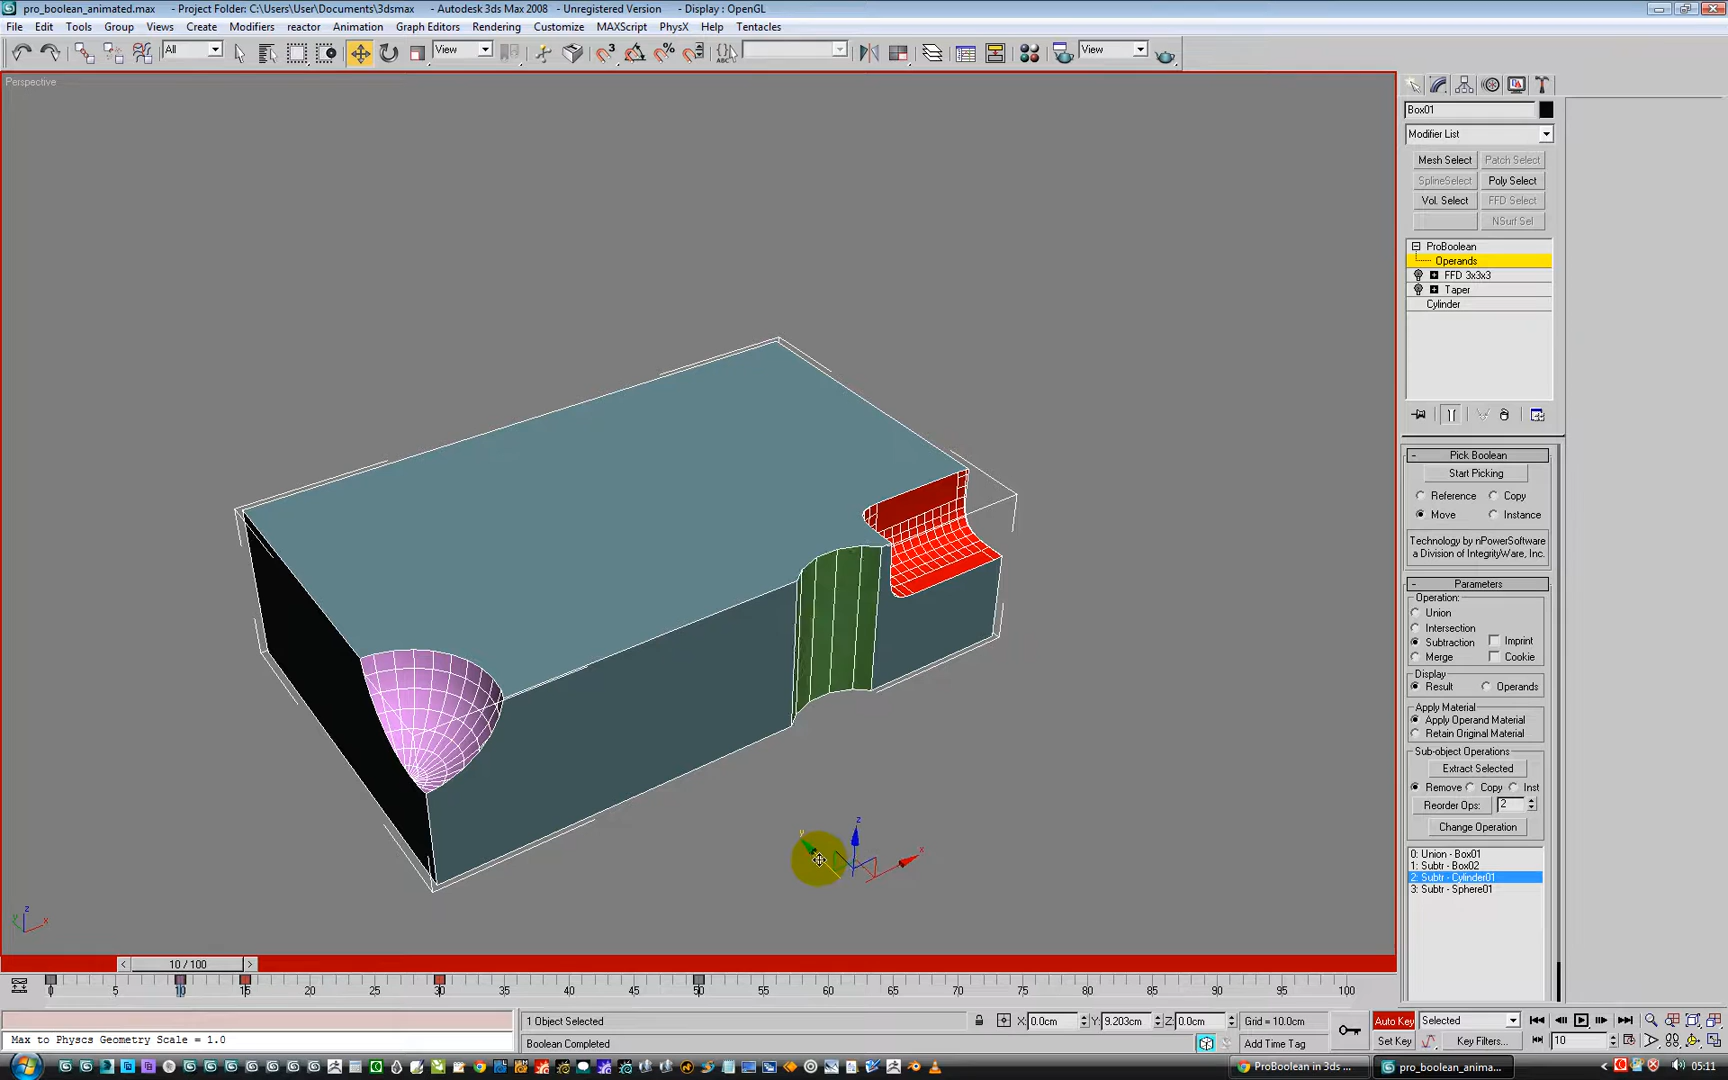 pro_boolean_animated.max - Project Folder: C:\Users\User\Documents\3dsmax - Autodesk 3ds Max 2008 - Unregistered Version - Display : OpenGL
File Edit Tools Group Views Create Modifiers reactor Animation Graph Editors Rendering Customize MAXScript PhysX Help Tentacles
All View View
Perspective
Box01
Modifier List
Mesh Select Patch Select
SplineSelect Poly Select
Vol. Select FFD Select
NSurf Sel
ProBoolean
Operands
FFD 3x3x3
Taper
Cylinder
Pick Boolean
Start Picking
Reference Copy
Move Instance
Technology by nPowerSoftware
a Division of IntegrityWare, Inc.
Parameters
Operation:
Union
Intersection
Subtraction Imprint
Merge Cookie
Display
Result Operands
Apply Material
Apply Operand Material
Retain Original Material
Sub-object Operations
Extract Selected
Remove Copy Inst
Reorder Ops: 2
Change Operation
0: Union - Box01
1: Subtr - Box02
2: Subtr - Cylinder01
3: Subtr - Sphere01
y z x
z y x
10 / 100
5 10 15 20 25 30 35 40 45 50 55 60 65 70 75 80 85 90 95 100
1 Object Selected X: 0.0cm Y: 9.203cm Z: 0.0cm Grid = 10.0cm Auto Key Selected
Max to Physcs Geometry Scale = 1.0 Boolean Completed Add Time Tag Set Key Key Filters... 10
ProBoolean in 3ds ... pro_boolean_anima... 05:11